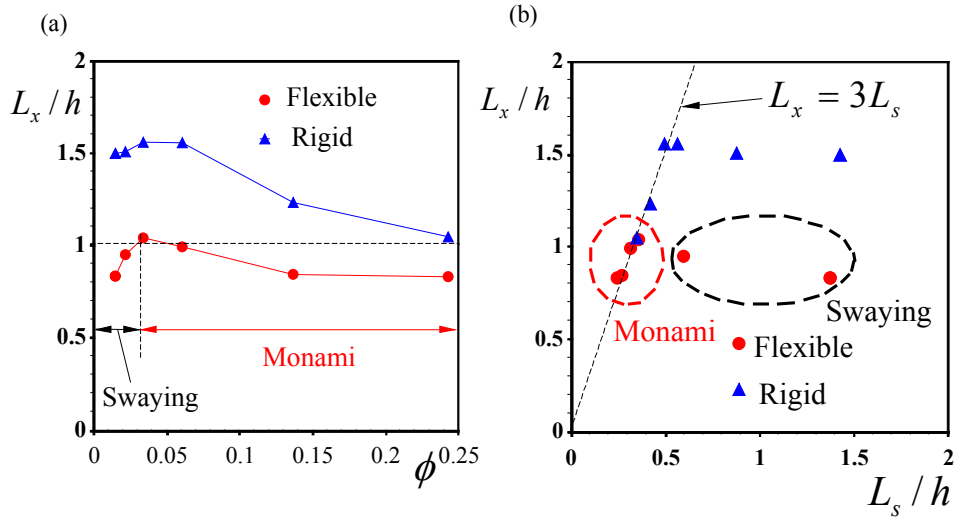 (a)
2
L_x / h
Flexible
Rigid
1.5
1
0.5
Monami
Swaying
0
0
0.05
0.1
0.15
0.2
0.25
ϕ
(b)
2
L_x / h
L_x = 3L_s
1.5
1
0.5
Swaying
Monami
Flexible
Rigid
0
0
0.5
1
1.5
2
L_s / h